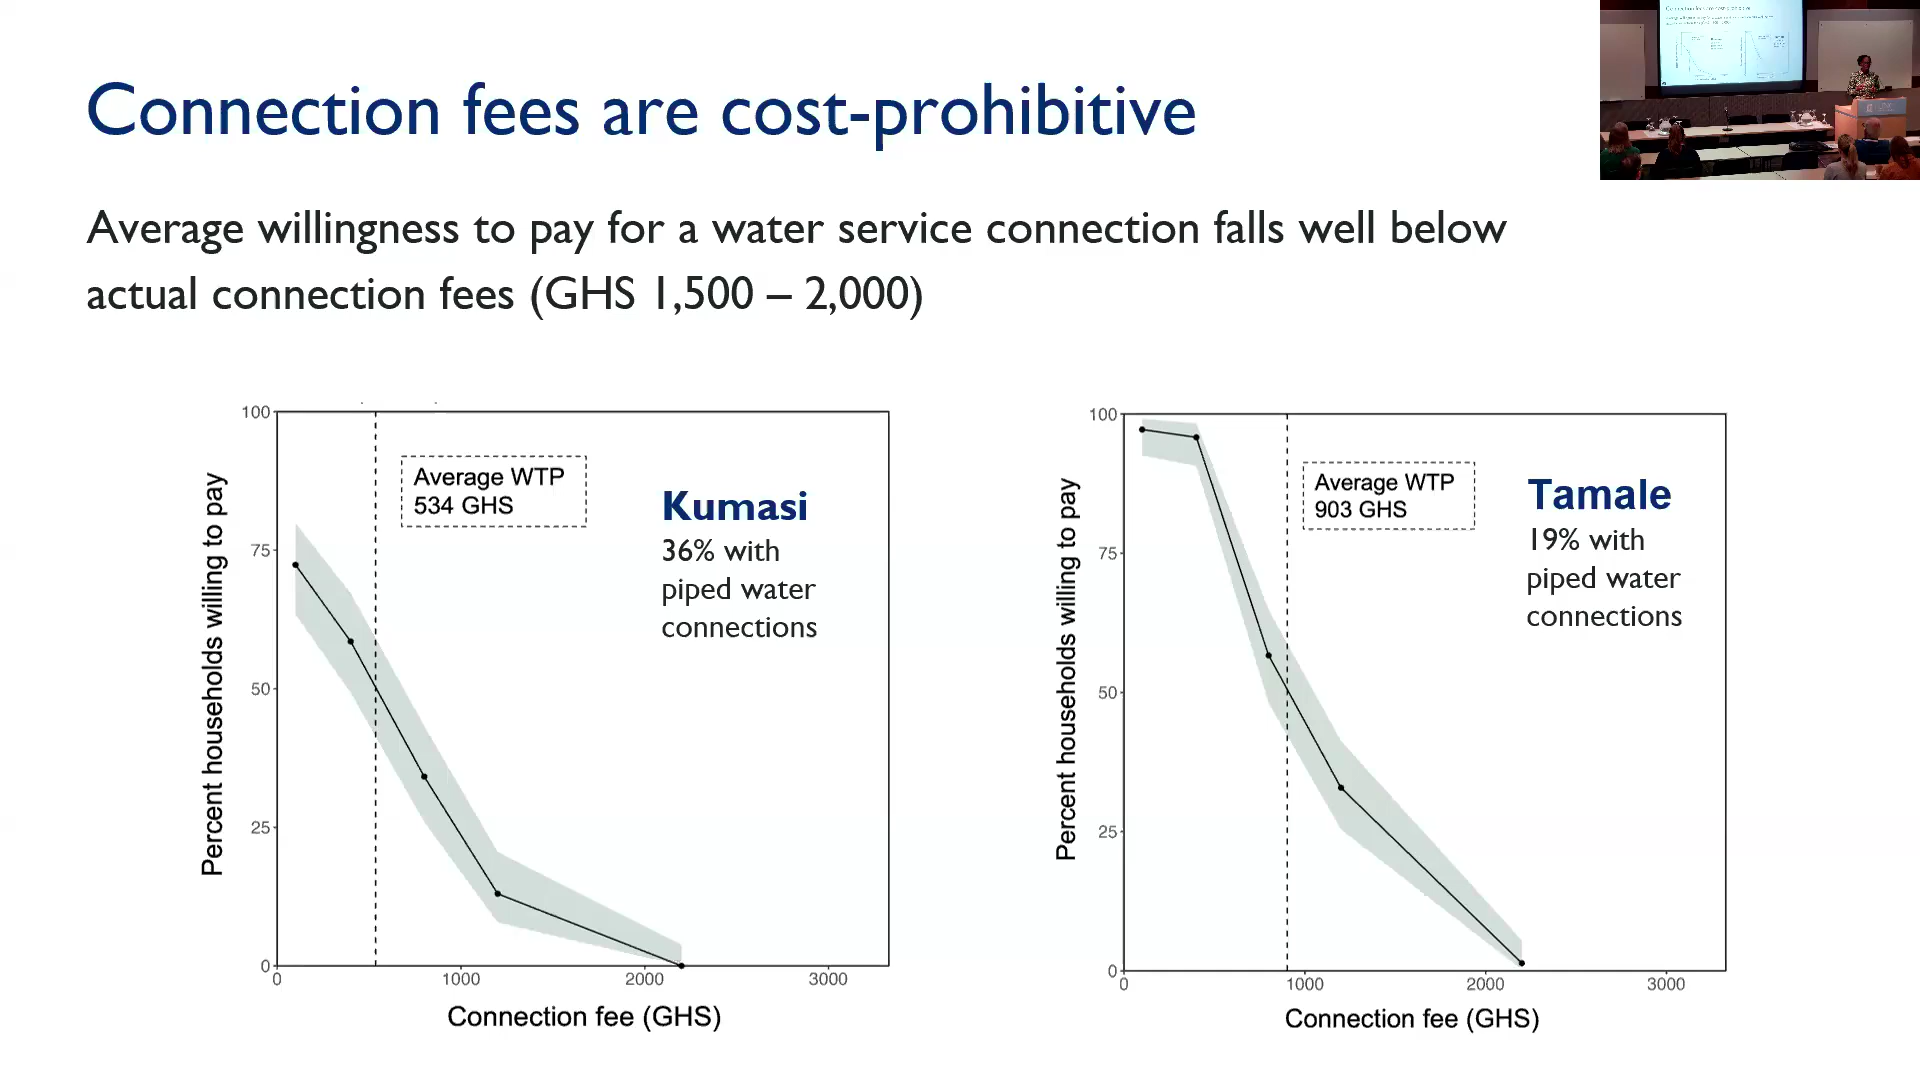 Connection fees are cost-prohibitive
Average willingness to pay for a water service connection falls well below
actual connection fees (GHS 1,500 – 2,000)
Percent households willing to pay
100
75
50
25
0
Average WTP
534 GHS
Kumasi
36% with
piped water
connections
0
1000
2000
3000
Connection fee (GHS)
Percent households willing to pay
100
75
50
25
0
Average WTP
903 GHS
Tamale
19% with
piped water
connections
0
1000
2000
3000
Connection fee (GHS)